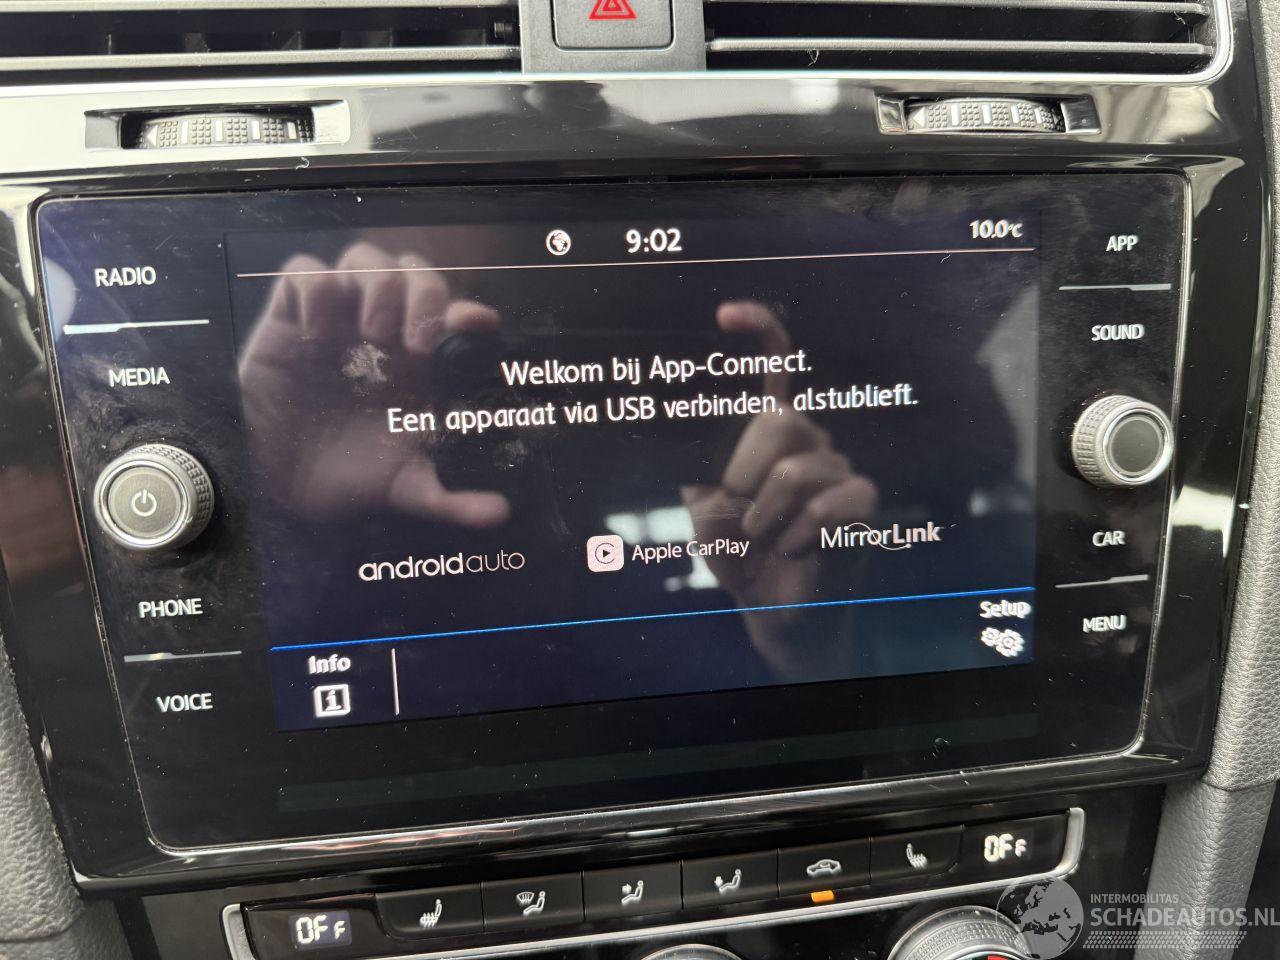 9:02
10.0°C
RADIO
MEDIA
PHONE
VOICE
APP
SOUND
CAR
MENU
Welkom bij App-Connect.
Een apparaat via USB verbinden, alstublieft.
androidauto
Apple CarPlay
MirrorLink
Setup
Info
i
OFF
OFF
INTERMOBILITAS
SCHADEAUTOS.NL